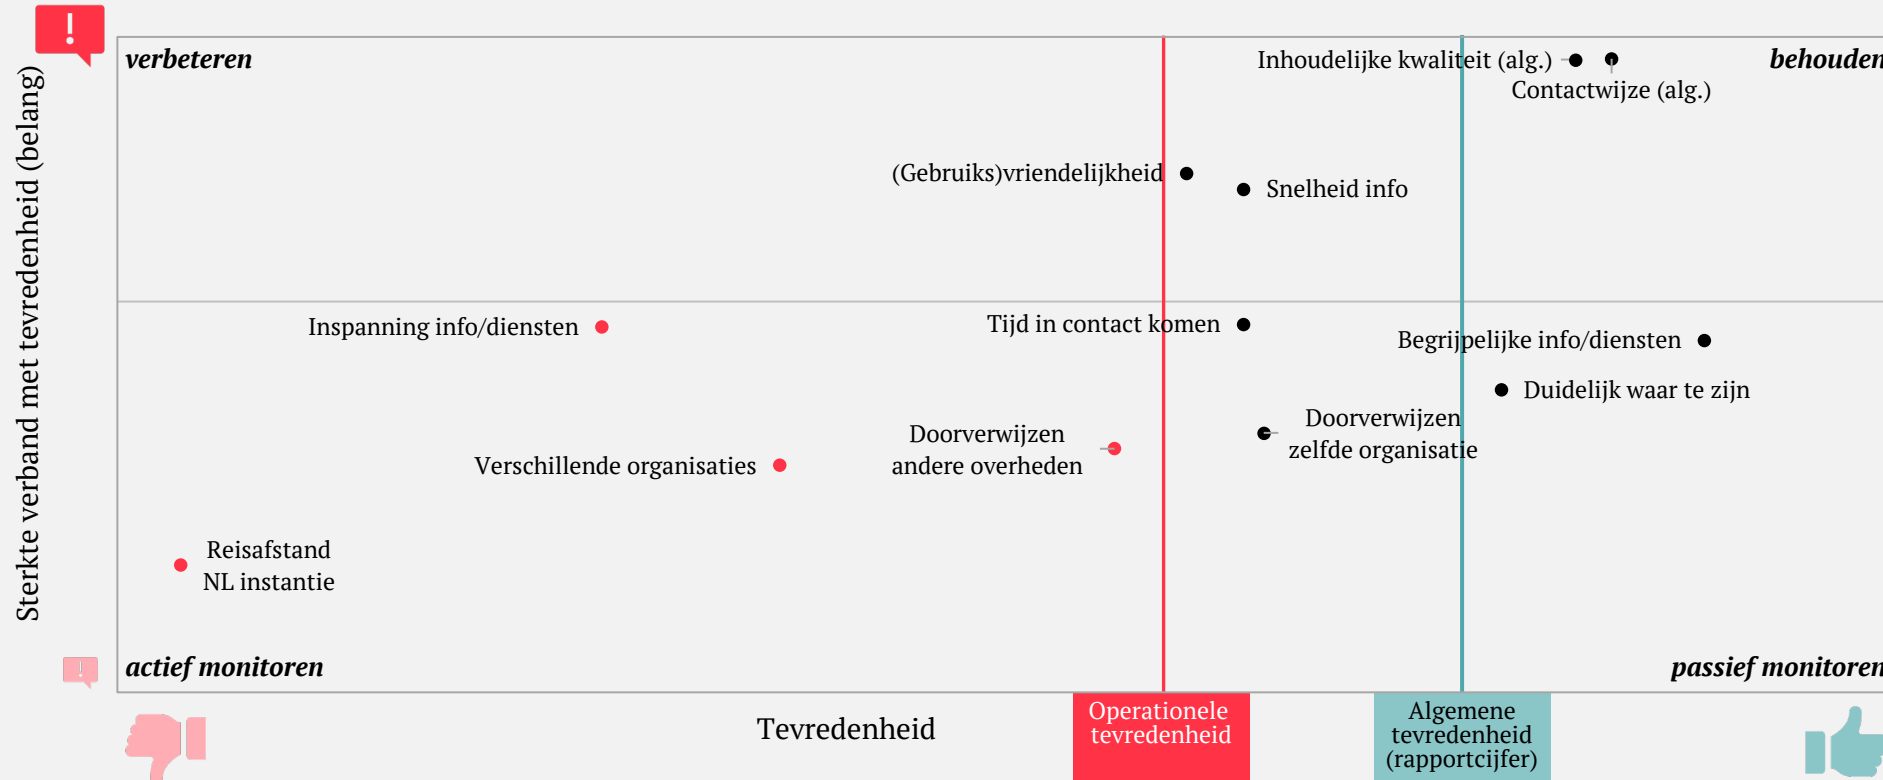 verbeteren
behouden
Inhoudelijke kwaliteit (alg.)
Contactwijze (alg.)
(Gebruiks)vriendelijkheid
Snelheid info
Sterkte verband met tevredenheid (belang)
Inspanning info/diensten
Tijd in contact komen
Begrijpelijke info/diensten
Duidelijk waar te zijn
Doorverwijzen
zelfde organisatie
Doorverwijzen
andere overheden
Verschillende organisaties
Reisafstand
NL instantie
actief monitoren
passief monitoren
Tevredenheid
Operationele
tevredenheid
Algemene
tevredenheid
(rapportcijfer)